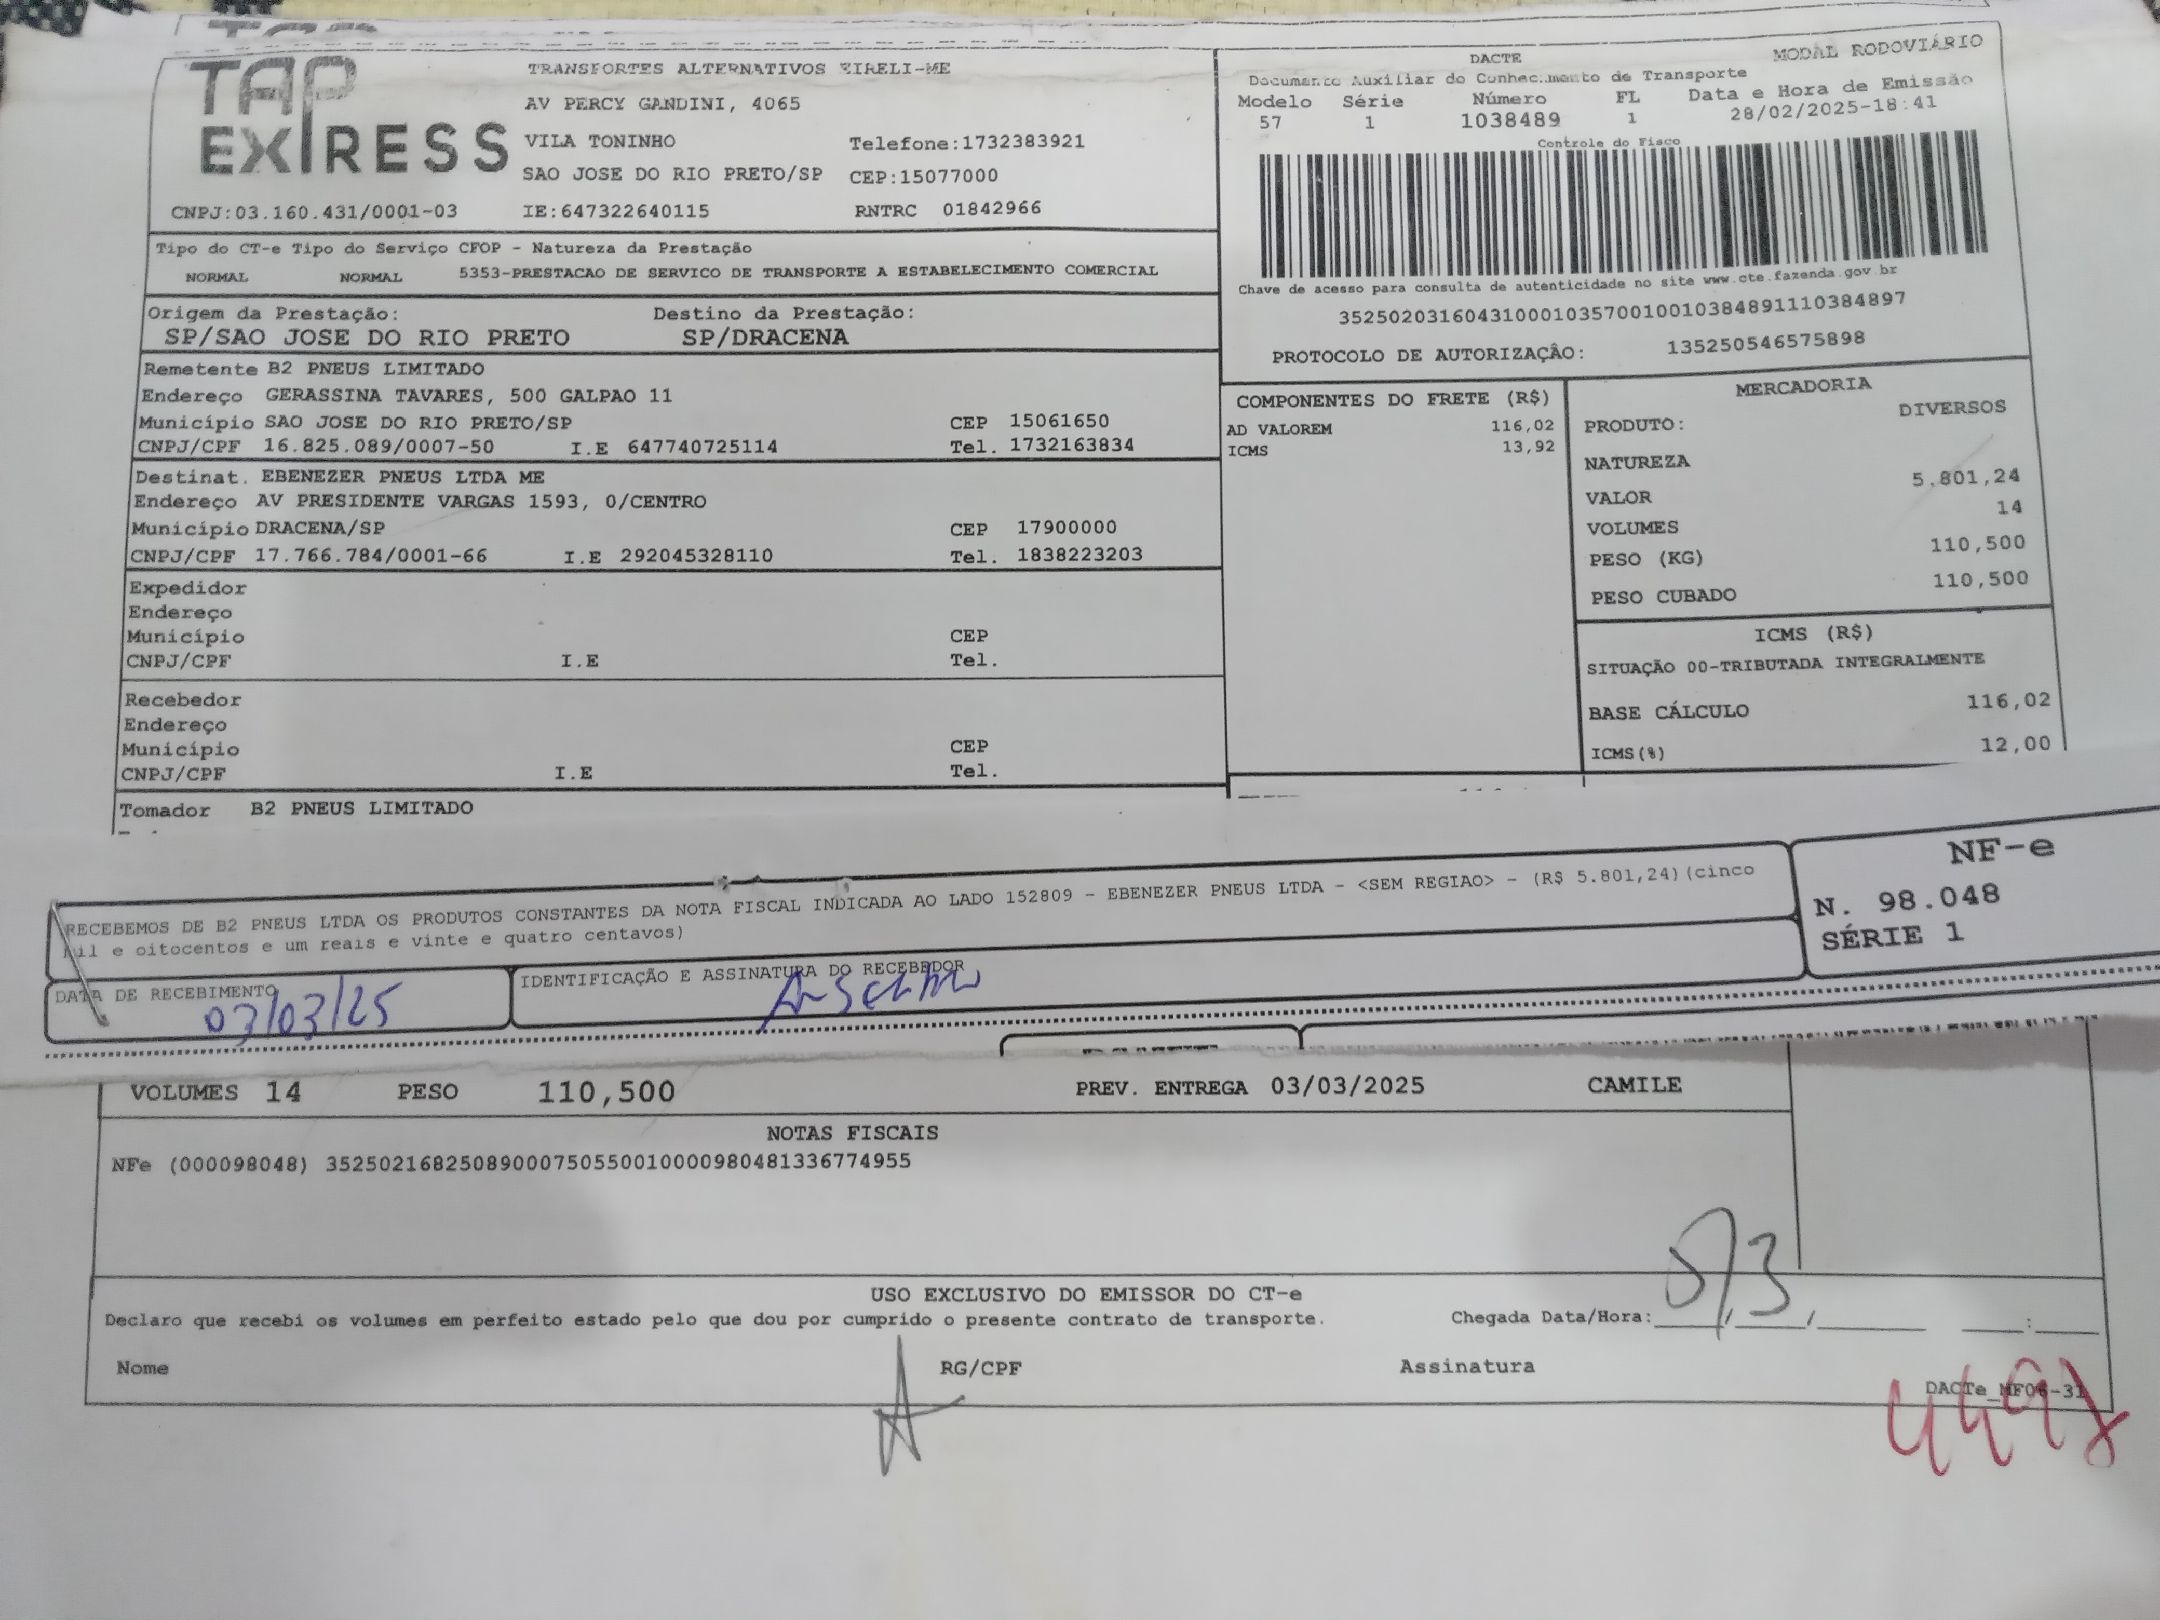 TAP
EXPRESS
TRANSPORTES ALTERNATIVOS EIRELI-ME
AV PERCY GANDINI, 4065
VILA TONINHO Telefone:1732383921
SAO JOSE DO RIO PRETO/SP CEP:15077000
CNPJ:03.160.431/0001-03 IE:647322640115 RNTRC 01842966
DACTE MODAL RODOVIÁRIO
Documento Auxiliar do Conhecimento de Transporte
Modelo Série Número FL Data e Hora de Emissão
57 1 1038489 1 28/02/2025-18:41
Controle do Fisco
Chave de acesso para consulta de autenticidade no site www.cte.fazenda.gov.br
35250203160431000103570010010384891110384897
PROTOCOLO DE AUTORIZAÇÂO: 135250546575898
Tipo do CT-e Tipo do Serviço CFOP - Natureza da Prestação
NORMAL NORMAL 5353-PRESTACAO DE SERVICO DE TRANSPORTE A ESTABELECIMENTO COMERCIAL
Origem da Prestação: Destino da Prestação:
SP/SAO JOSE DO RIO PRETO SP/DRACENA
Remetente B2 PNEUS LIMITADO
Endereço GERASSINA TAVARES, 500 GALPAO 11
Município SAO JOSE DO RIO PRETO/SP CEP 15061650
CNPJ/CPF 16.825.089/0007-50 I.E 647740725114 Tel. 1732163834
Destinat. EBENEZER PNEUS LTDA ME
Endereço AV PRESIDENTE VARGAS 1593, 0/CENTRO
Município DRACENA/SP CEP 17900000
CNPJ/CPF 17.766.784/0001-66 I.E 292045328110 Tel. 1838223203
Expedidor
Endereço
Município CEP
CNPJ/CPF I.E Tel.
Recebedor
Endereço
Município CEP
CNPJ/CPF I.E Tel.
Tomador B2 PNEUS LIMITADO
COMPONENTES DO FRETE (R$)
AD VALOREM 116,02
ICMS 13,92
MERCADORIA
PRODUTO: DIVERSOS
NATUREZA
VALOR 5.801,24
VOLUMES 14
PESO (KG) 110,500
PESO CUBADO 110,500
ICMS (R$)
SITUAÇÃO 00-TRIBUTADA INTEGRALMENTE
BASE CÁLCULO 116,02
ICMS(%) 12,00
RECEBEMOS DE B2 PNEUS LTDA OS PRODUTOS CONSTANTES DA NOTA FISCAL INDICADA AO LADO 152809 - EBENEZER PNEUS LTDA - <SEM REGIAO> - (R$ 5.801,24)(cinco
mil e oitocentos e um reais e vinte e quatro centavos)
NF-e
N. 98.048
SÉRIE 1
DATA DE RECEBIMENTO IDENTIFICAÇÃO E ASSINATURA DO RECEBEDOR
03/03/25 Anselmo
VOLUMES 14 PESO 110,500 PREV. ENTREGA 03/03/2025 CAMILE
NOTAS FISCAIS
NFe (000098048) 35250216825089000750550010000980481336774955
USO EXCLUSIVO DO EMISSOR DO CT-e
Declaro que recebi os volumes em perfeito estado pelo que dou por cumprido o presente contrato de transporte. Chegada Data/Hora:
Nome RG/CPF Assinatura
DACTe_MF06-31